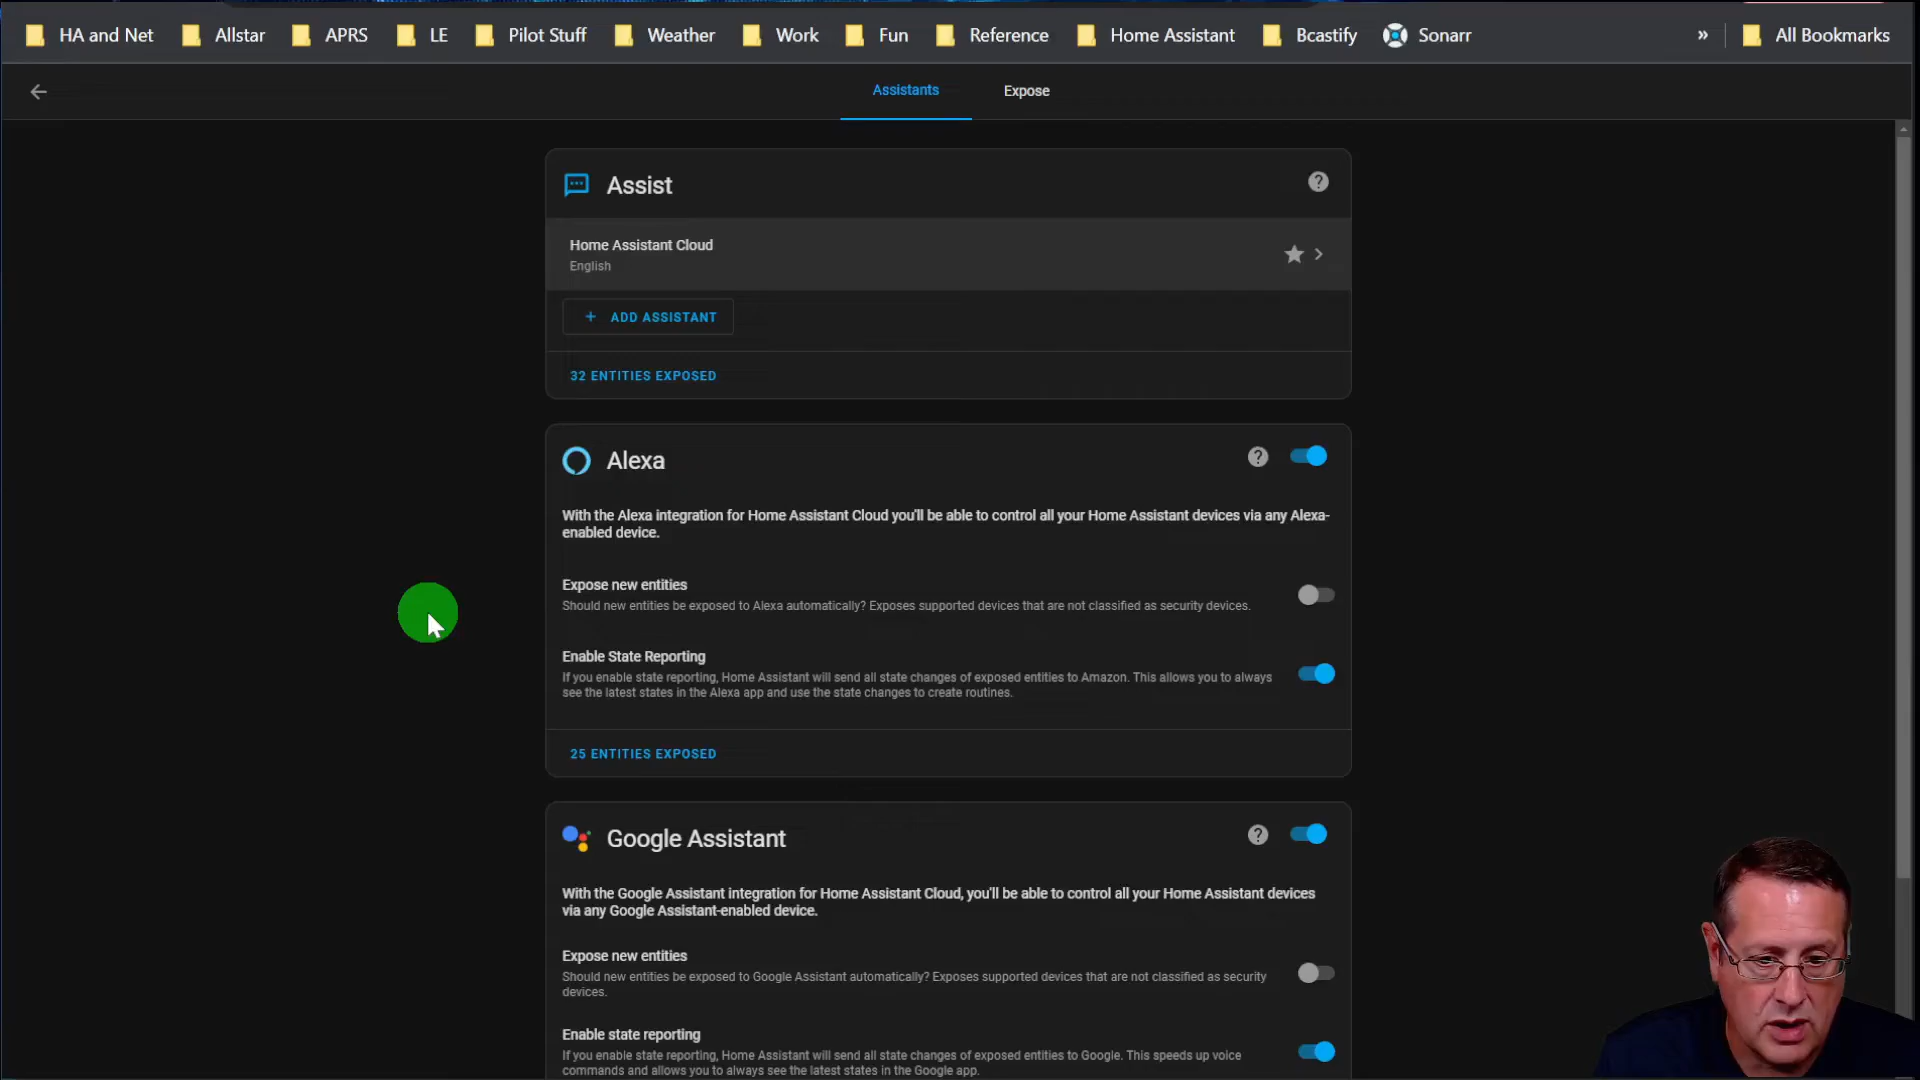 HA and Net Allstar APRS LE Pilot Stuff Weather Work Fun Reference Home Assistant Bcastify Sonarr » All Bookmarks
Assistants Expose
Assist
Home Assistant Cloud
English
+ ADD ASSISTANT
32 ENTITIES EXPOSED
Alexa
With the Alexa integration for Home Assistant Cloud you'll be able to control all your Home Assistant devices via any Alexa-
enabled device.
Expose new entities
Should new entities be exposed to Alexa automatically? Exposes supported devices that are not classified as security devices.
Enable State Reporting
If you enable state reporting, Home Assistant will send all state changes of exposed entities to Amazon. This allows you to always
see the latest states in the Alexa app and use the state changes to create routines.
25 ENTITIES EXPOSED
Google Assistant
With the Google Assistant integration for Home Assistant Cloud, you'll be able to control all your Home Assistant devices
via any Google Assistant-enabled device.
Expose new entities
Should new entities be exposed to Google Assistant automatically? Exposes supported devices that are not classified as security
devices.
Enable state reporting
If you enable state reporting, Home Assistant will send all state changes of exposed entities to Google. This speeds up voice
commands and allows you to always see the latest states in the Google app.